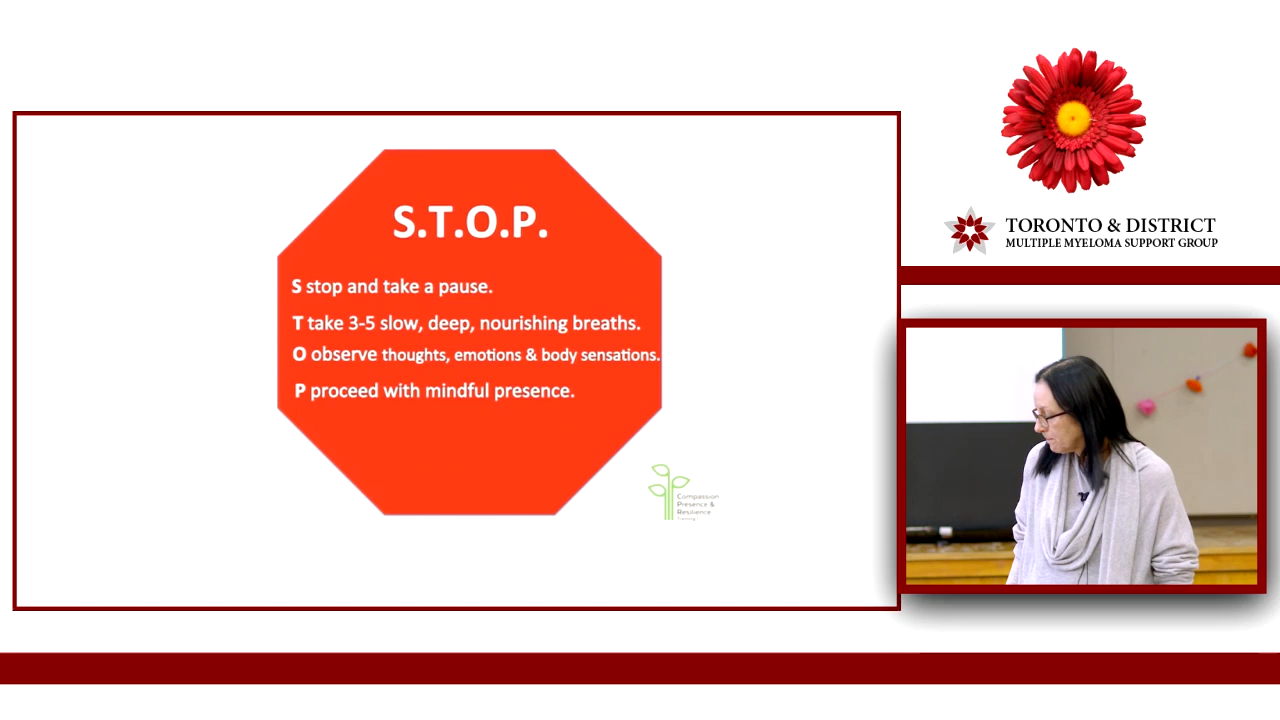 S.T.O.P.
S stop and take a pause.
T take 3-5 slow, deep, nourishing breaths.
O observe thoughts, emotions & body sensations.
P proceed with mindful presence.
Compassion
Presence &
Resilience
Training
TORONTO & DISTRICT
MULTIPLE MYELOMA SUPPORT GROUP